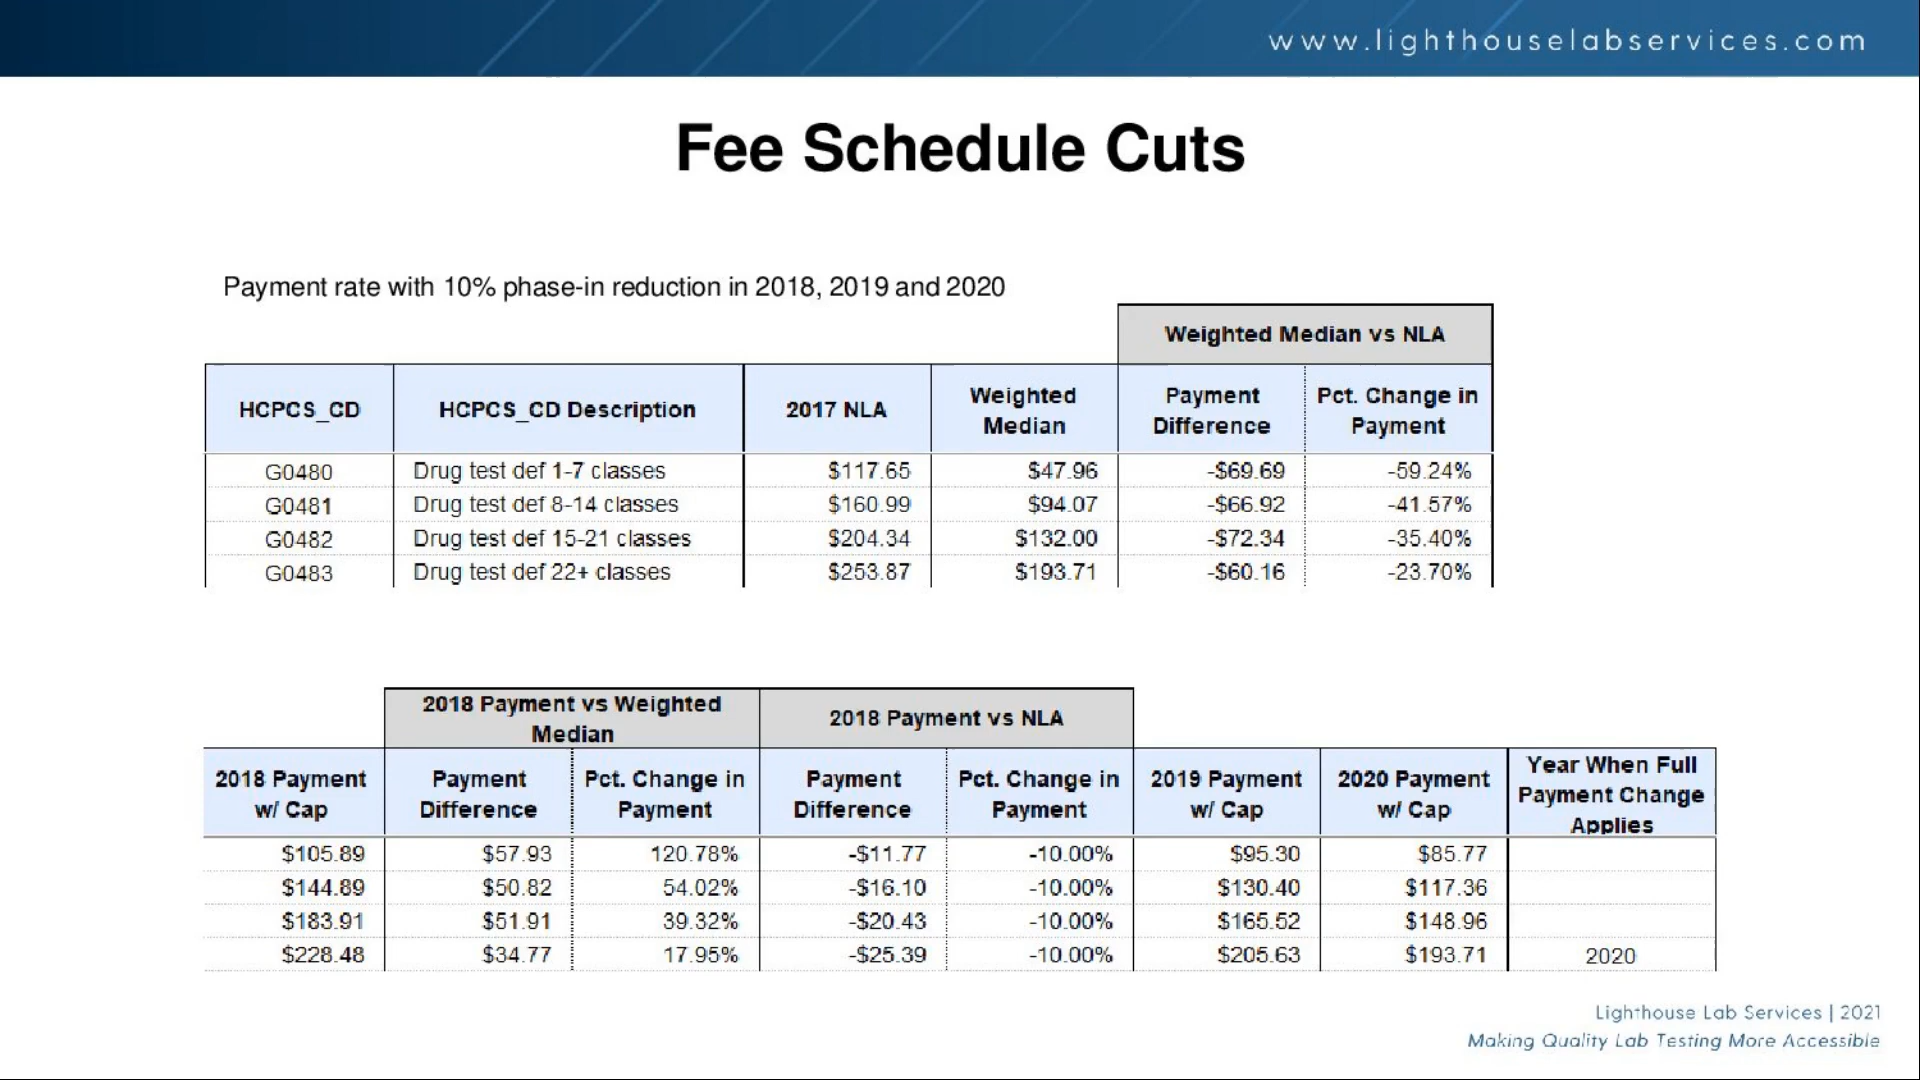 www.lighthouselabservices.com
Fee Schedule Cuts
Payment rate with 10% phase-in reduction in 2018, 2019 and 2020
Weighted Median vs NLA
HCPCS_CD HCPCS_CD Description 2017 NLA Weighted Median Payment Difference Pct. Change in Payment
G0480 Drug test def 1-7 classes $117.65 $47.96 -$69.69 -59.24%
G0481 Drug test def 8-14 classes $160.99 $94.07 -$66.92 -41.57%
G0482 Drug test def 15-21 classes $204.34 $132.00 -$72.34 -35.40%
G0483 Drug test def 22+ classes $253.87 $193.71 -$60.16 -23.70%
2018 Payment vs Weighted Median 2018 Payment vs NLA
2018 Payment w/ Cap Payment Difference Pct. Change in Payment Payment Difference Pct. Change in Payment 2019 Payment w/ Cap 2020 Payment w/ Cap Year When Full Payment Change Applies
$105.89 $57.93 120.78% -$11.77 -10.00% $95.30 $85.77
$144.89 $50.82 54.02% -$16.10 -10.00% $130.40 $117.36
$183.91 $51.91 39.32% -$20.43 -10.00% $165.52 $148.96
$228.48 $34.77 17.95% -$25.39 -10.00% $205.63 $193.71 2020
Lighthouse Lab Services | 2021
Making Quality Lab Testing More Accessible